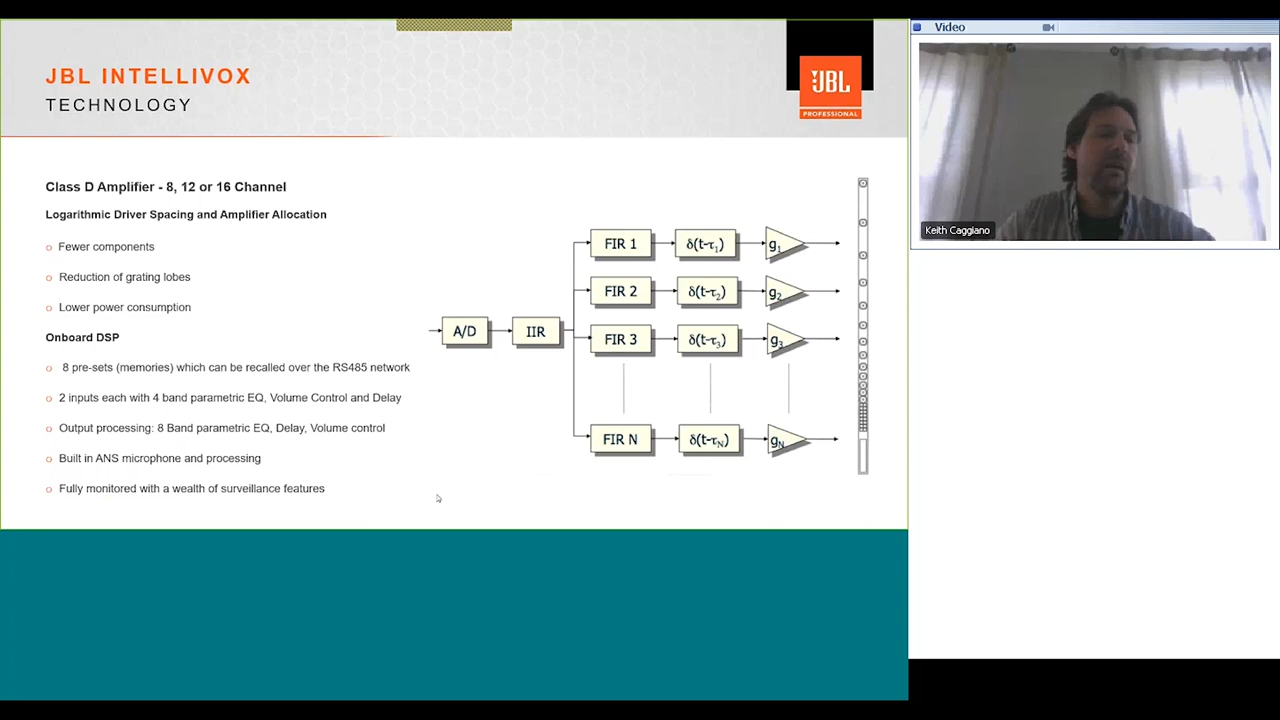 JBL INTELLIVOX
TECHNOLOGY
JBL
PROFESSIONAL
Class D Amplifier - 8, 12 or 16 Channel
Logarithmic Driver Spacing and Amplifier Allocation
Fewer components
Reduction of grating lobes
Lower power consumption
Onboard DSP
8 pre-sets (memories) which can be recalled over the RS485 network
2 inputs each with 4 band parametric EQ, Volume Control and Delay
Output processing: 8 Band parametric EQ, Delay, Volume control
Built in ANS microphone and processing
Fully monitored with a wealth of surveillance features
A/D
IIR
FIR 1 δ(t-τ₁) g₁
FIR 2 δ(t-τ₂) g₂
FIR 3 δ(t-τ₃) g₃
FIR N δ(t-τN) gN
Video
Keith Caggiano